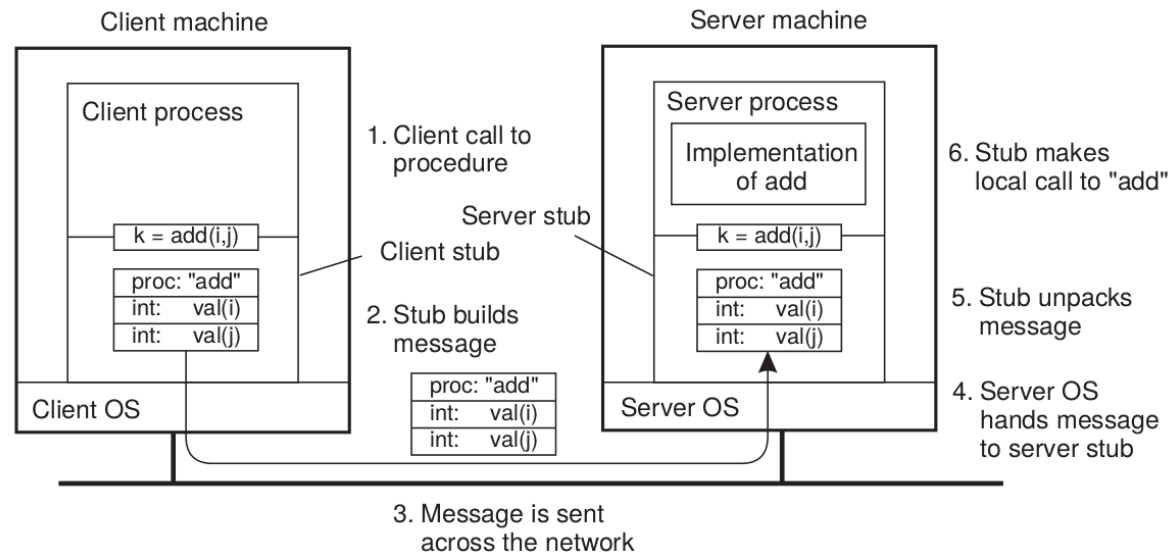 Client machine
Server machine
Client process
1. Client call to
procedure
Server process
Implementation
of add
6. Stub makes
local call to "add"
Server stub
k = add(i,j)
k = add(i,j)
Client stub
proc: "add"
int: val(i)
int: val(j)
2. Stub builds
message
proc: "add"
int: val(i)
int: val(j)
5. Stub unpacks
message
proc: "add"
int: val(i)
int: val(j)
Client OS
Server OS
4. Server OS
hands message
to server stub
3. Message is sent
across the network